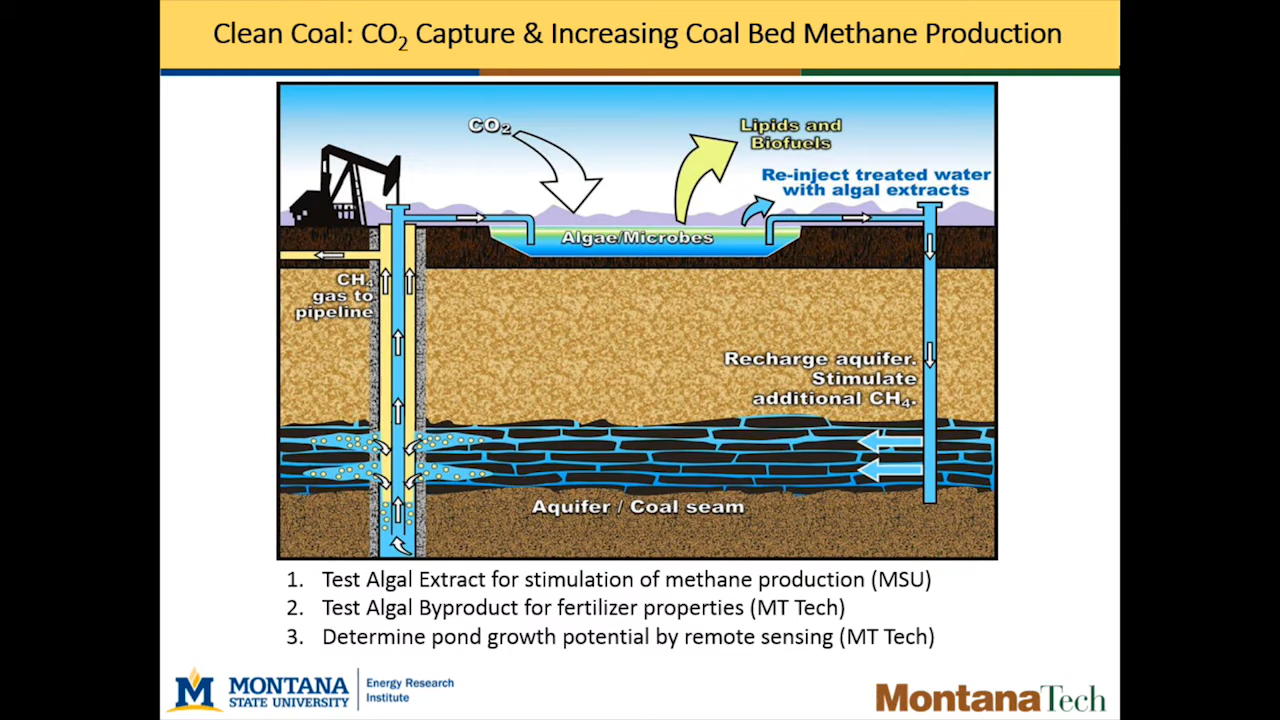 Clean Coal: CO₂ Capture & Increasing Coal Bed Methane Production
CO₂
Lipids and
Biofuels
Re-inject treated water
with algal extracts
Algae/Microbes
CH₄
gas to
pipeline
Recharge aquifer.
Stimulate
additional CH₄.
Aquifer / Coal seam
1. Test Algal Extract for stimulation of methane production (MSU)
2. Test Algal Byproduct for fertilizer properties (MT Tech)
3. Determine pond growth potential by remote sensing (MT Tech)
M
MONTANA
STATE UNIVERSITY
Energy Research
Institute
MontanaTech